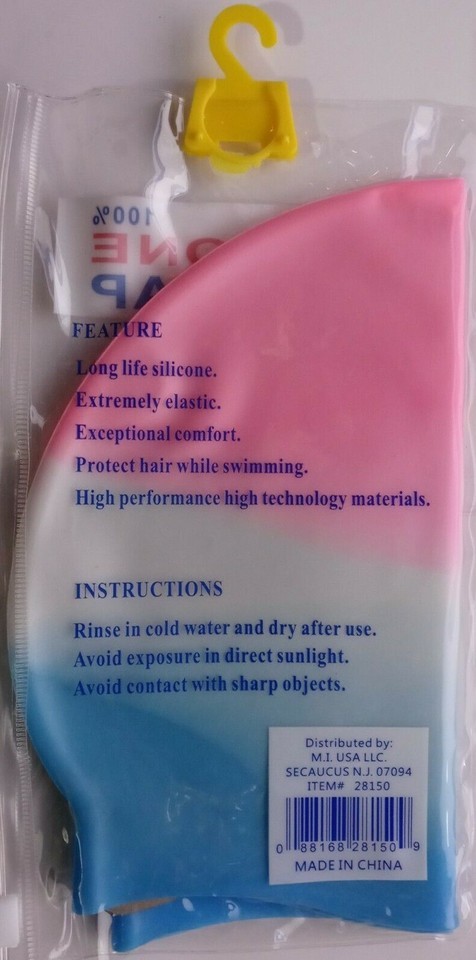 100%
ONE
AP
FEATURE
Long life silicone.
Extremely elastic.
Exceptional comfort.
Protect hair while swimming.
High performance high technology materials.
INSTRUCTIONS
Rinse in cold water and dry after use.
Avoid exposure in direct sunlight.
Avoid contact with sharp objects.
Distributed by:
M.I. USA LLC.
SECAUCUS N.J. 07094
ITEM# 28150
0 88168 28150 9
MADE IN CHINA